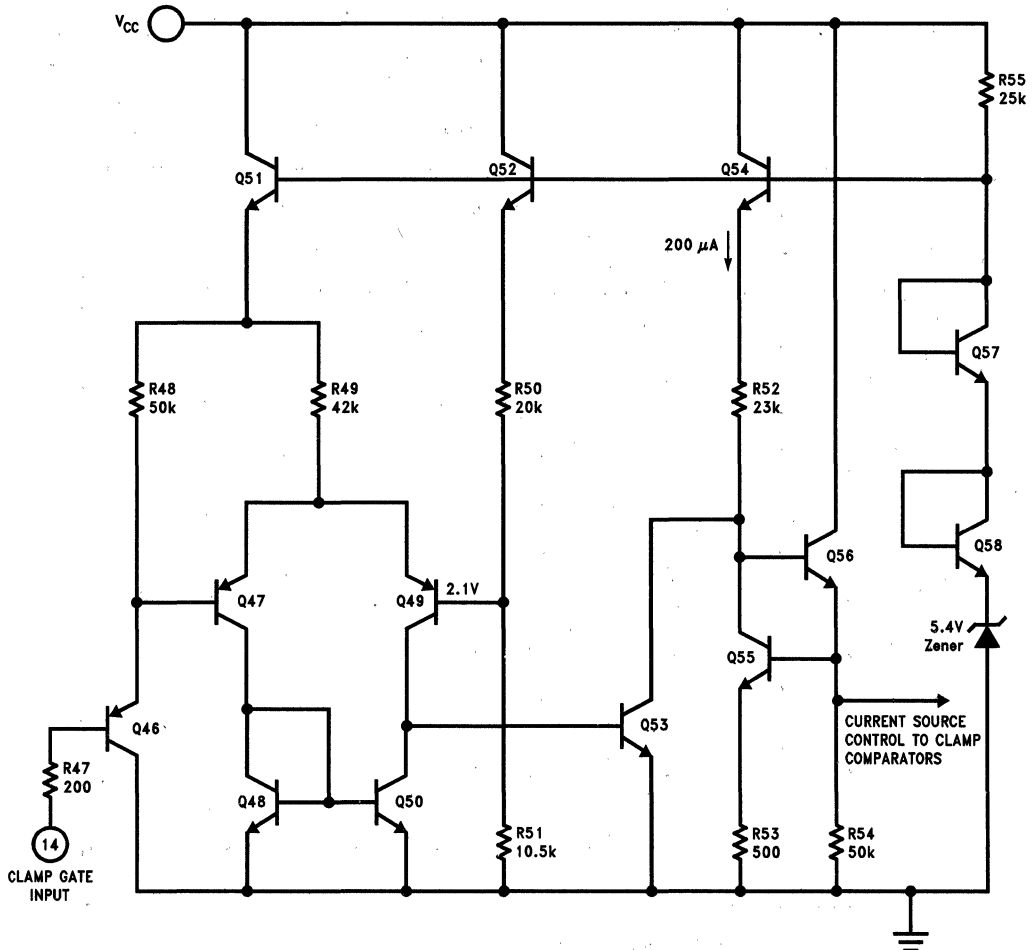 VCC
R55
25k
Q51
Q52
Q54
200 µA
Q57
R48
50k
R49
42k
R50
20k
R52
23k
Q58
Q56
2.1V
Q47
Q49
5.4V
Zener
Q55
Q46
Q53
CURRENT SOURCE
CONTROL TO CLAMP
COMPARATORS
R47
200
Q48
Q50
14
CLAMP GATE
INPUT
R51
10.5k
R53
500
R54
50k